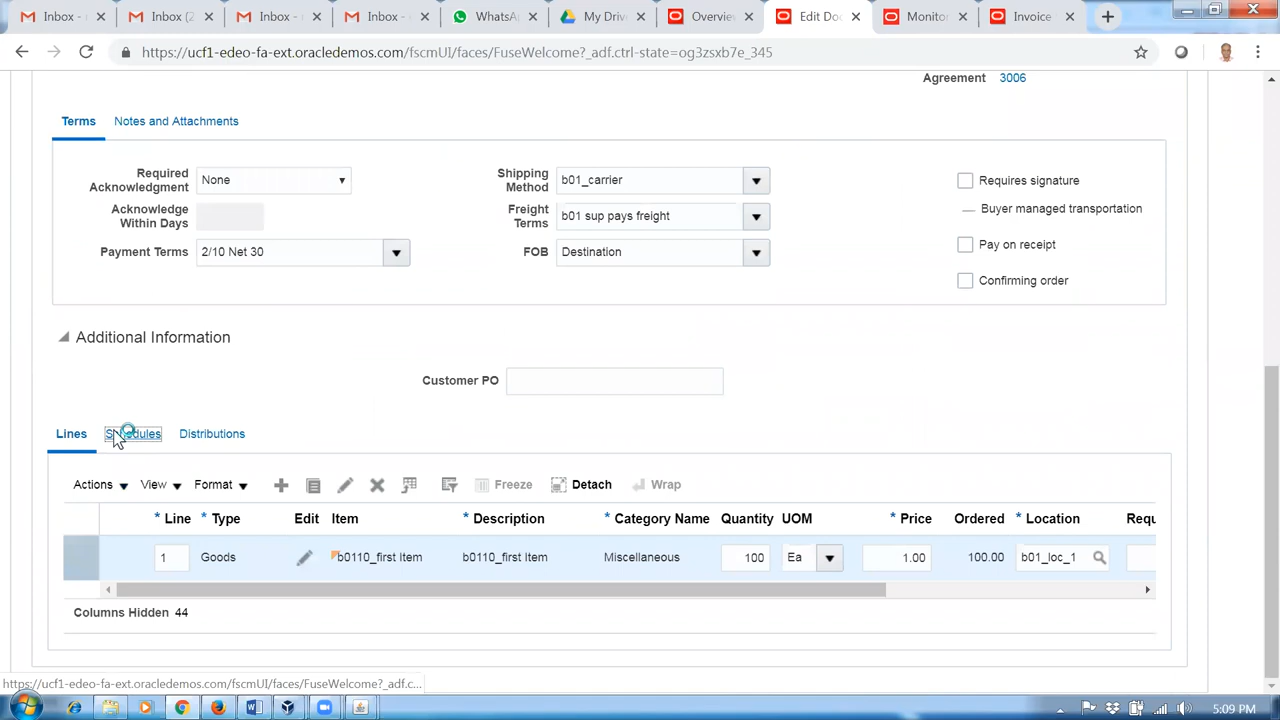 Inbox -
Inbox
Inbox -
Inbox -
My Driv
Overvie
Edit Do
Invoice
https://ucf1-edeo-fa-ext.oracledemos.com/fscmUI/faces/FuseWelcome?_adf.ctrl-state=og3zsxb7e_345
Agreement 3006
Terms Notes and Attachments
Required Acknowledgment None
Shipping Method b01_carrier
Requires signature
Acknowledge Within Days
Freight Terms b01 sup pays freight
Buyer managed transportation
Payment Terms 2/10 Net 30
FOB Destination
Pay on receipt
Confirming order
Additional Information
Customer PO
Lines Schedules Distributions
Actions View Format Freeze Detach Wrap
* Line * Type Edit Item * Description * Category Name Quantity UOM * Price Ordered * Location Requ
1 Goods b0110_first Item b0110_first Item Miscellaneous 100 Ea 1.00 100.00 b01_loc_1
Columns Hidden 44
https://ucf1-edeo-fa-ext.oracledemos.com/fscmUI/faces/FuseWelcome?_adf.c...
5:09 PM